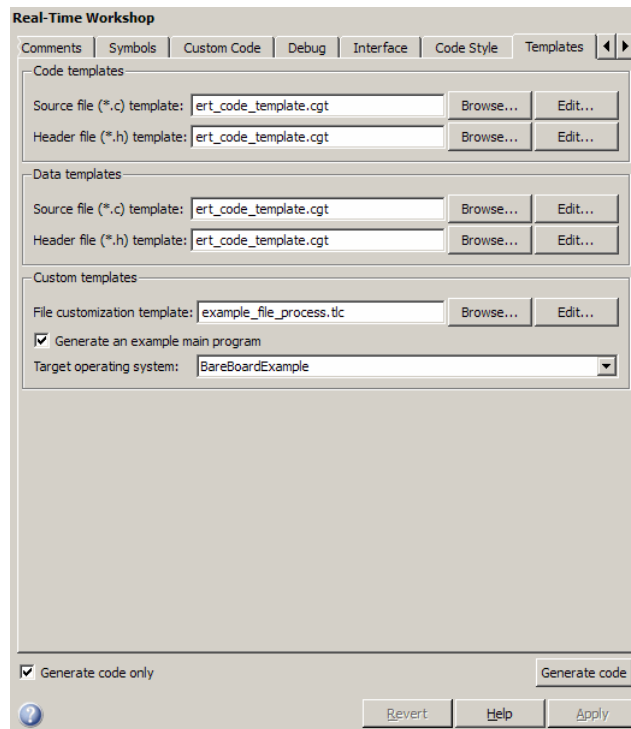 Real-Time Workshop
Comments Symbols Custom Code Debug Interface Code Style Templates
Code templates
Source file (*.c) template: ert_code_template.cgt Browse... Edit...
Header file (*.h) template: ert_code_template.cgt Browse... Edit...
Data templates
Source file (*.c) template: ert_code_template.cgt Browse... Edit...
Header file (*.h) template: ert_code_template.cgt Browse... Edit...
Custom templates
File customization template: example_file_process.tlc Browse... Edit...
Generate an example main program
Target operating system: BareBoardExample
Generate code only Generate code
? Revert Help Apply